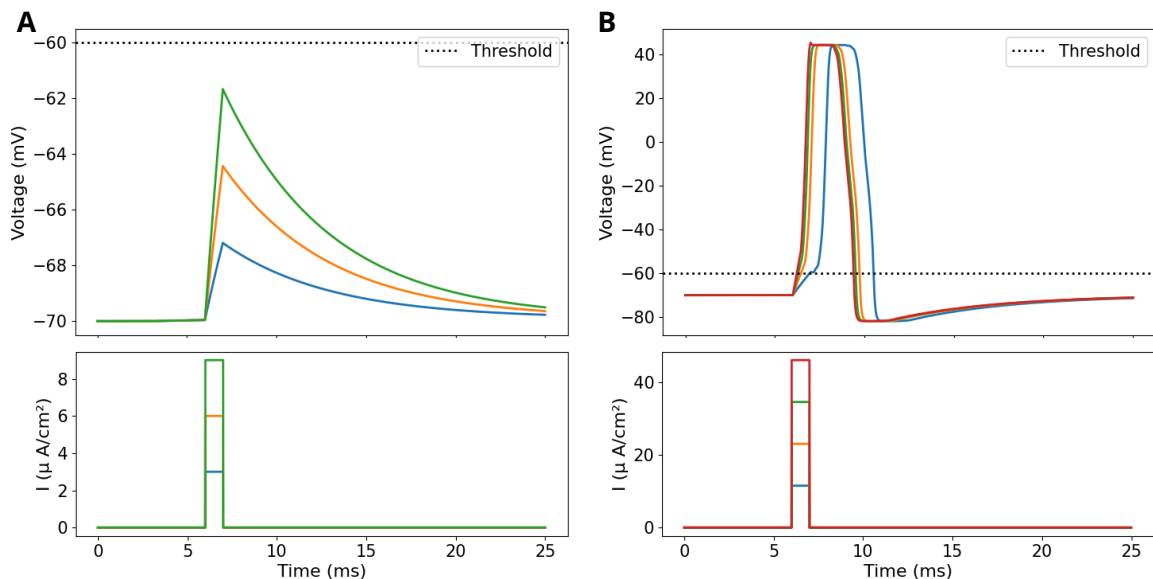 A
−60
−62
−64
−66
−68
−70
Voltage (mV)
Threshold
8
6
4
2
0
I (μ A/cm²)
0 5 10 15 20 25
Time (ms)
B
40
20
0
−20
−40
−60
−80
Voltage (mV)
Threshold
40
20
0
I (μ A/cm²)
0 5 10 15 20 25
Time (ms)